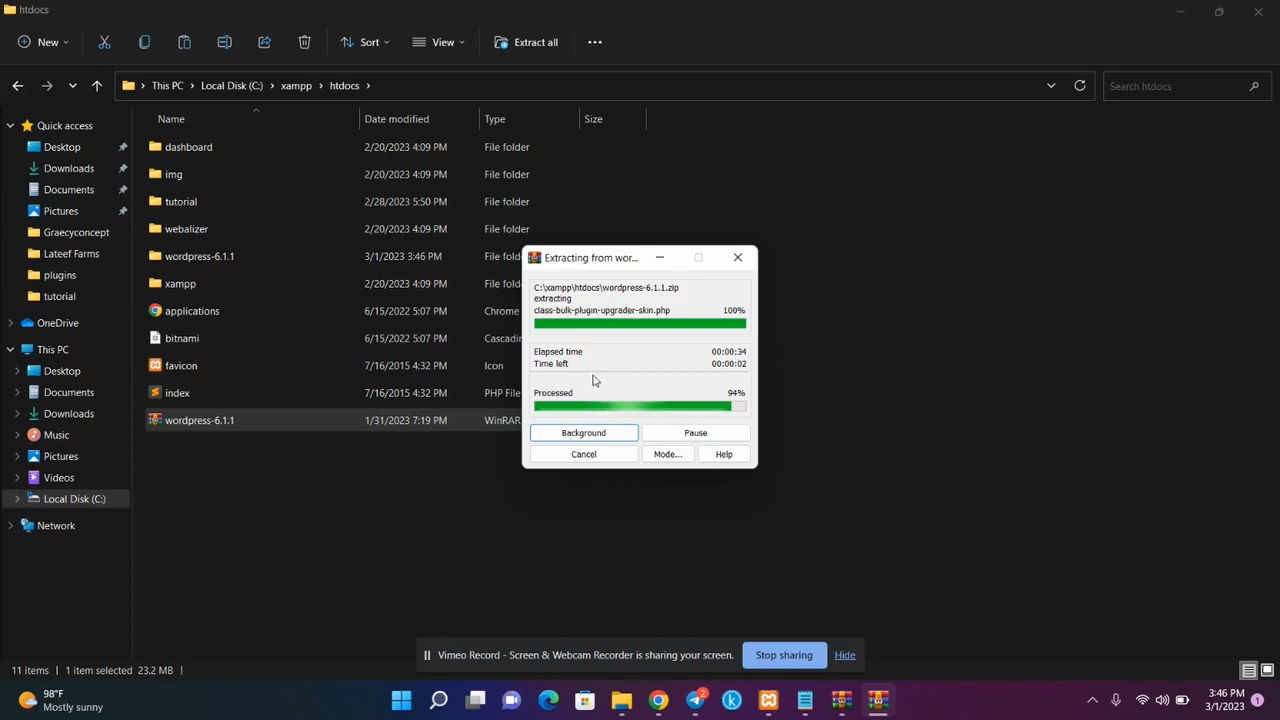 htdocs
New
Sort
View
Extract all
This PC
Local Disk (C:)
xampp
htdocs
Search htdocs
Name
Date modified
Type
Size
Quick access
Desktop
Downloads
Documents
Pictures
Graecyconcept
Lateef Farms
plugins
tutorial
OneDrive
This PC
Desktop
Documents
Downloads
Music
Pictures
Videos
Local Disk (C:)
Network
dashboard 2/20/2023 4:09 PM File folder
img 2/20/2023 4:09 PM File folder
tutorial 2/28/2023 5:50 PM File folder
webalizer 2/20/2023 4:09 PM File folder
wordpress-6.1.1 3/1/2023 3:46 PM File fold
xampp 2/20/2023 4:09 PM File fold
applications 6/15/2022 5:07 PM Chrome
bitnami 6/15/2022 5:07 PM Cascadin
favicon 7/16/2015 4:32 PM Icon
index 7/16/2015 4:32 PM PHP File
wordpress-6.1.1 1/31/2023 7:19 PM WinRAR
Extracting from wor...
C:\xampp\htdocs\wordpress-6.1.1.zip
extracting
class-bulk-plugin-upgrader-skin.php 100%
Elapsed time 00:00:34
Time left 00:00:02
Processed 94%
Background
Pause
Cancel
Mode...
Help
Vimeo Record - Screen & Webcam Recorder is sharing your screen.
Stop sharing
Hide
11 items
1 item selected 23.2 MB
98°F
Mostly sunny
2
3:46 PM
3/1/2023
1